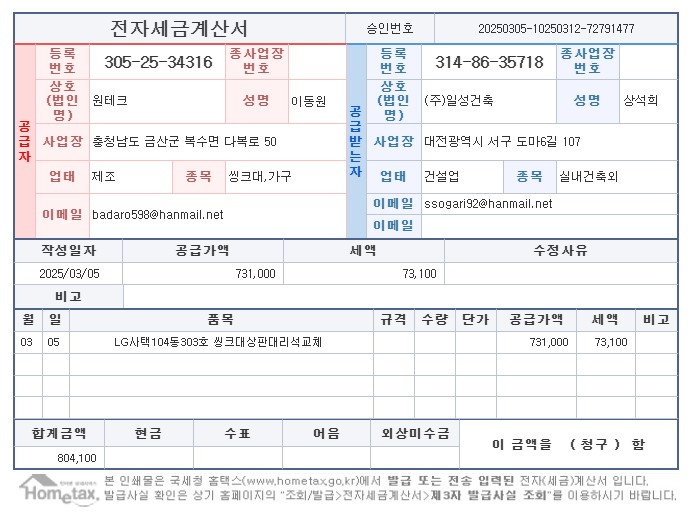 전자세금계산서 승인번호 20250305-10250312-72791477
공급자
등록번호 305-25-34316 종사업장번호
상호(법인명) 원테크 성명 이동원
사업장 충청남도 금산군 복수면 다복로 50
업태 제조 종목 씽크대,가구
이메일 badaro598@hanmail.net
공급받는자
등록번호 314-86-35718 종사업장번호
상호(법인명) (주)일성건축 성명 상석희
사업장 대전광역시 서구 도마6길 107
업태 건설업 종목 실내건축외
이메일 ssogari92@hanmail.net
이메일
작성일자 공급가액 세액 수정사유
2025/03/05 731,000 73,100
비고
월 일 품목 규격 수량 단가 공급가액 세액 비고
03 05 LG사택104동303호 씽크대상판대리석교체 731,000 73,100
합계금액 현금 수표 어음 외상미수금 이 금액을 (청구) 함
804,100
Hometax.
본 인쇄물은 국세청 홈택스(www.hometax.go.kr)에서 발급 또는 전송 입력된 전자(세금)계산서 입니다.
발급사실 확인은 상기 홈페이지의 "조회/발급>전자세금계산서>제3자 발급사실 조회"를 이용하시기 바랍니다.